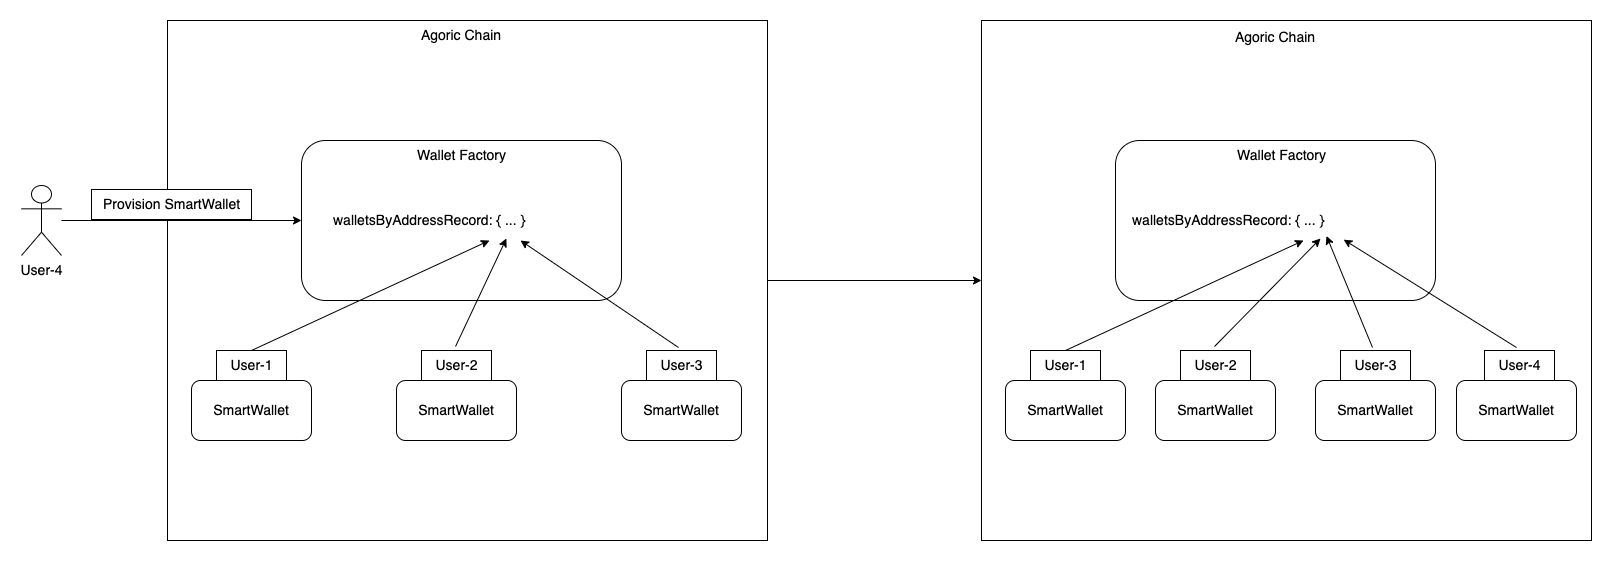 Agoric Chain
Wallet Factory
Provision SmartWallet
walletsByAddressRecord: { ... }
User-4
User-1
User-2
User-3
SmartWallet
SmartWallet
SmartWallet
Agoric Chain
Wallet Factory
walletsByAddressRecord: { ... }
User-1
User-2
User-3
User-4
SmartWallet
SmartWallet
SmartWallet
SmartWallet